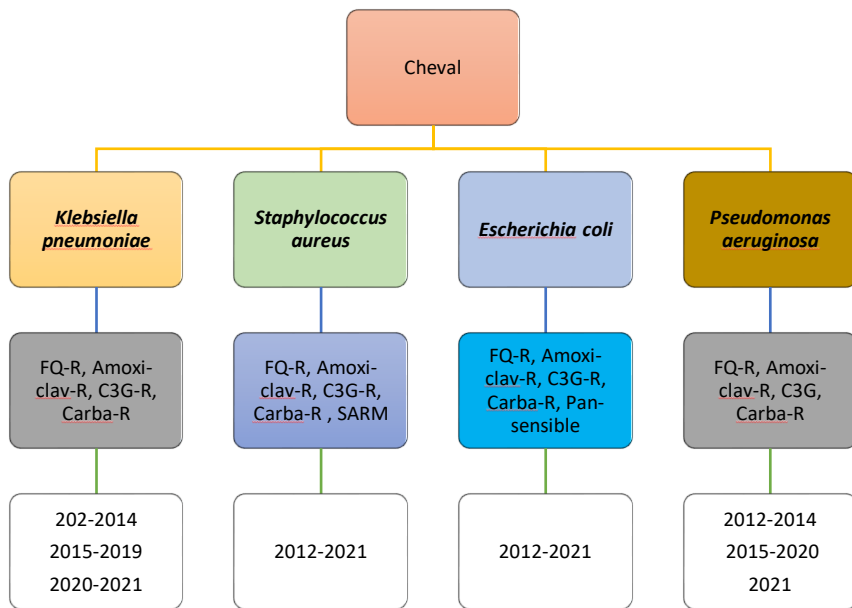 Cheval
Klebsiella
pneumoniae
Staphylococcus
aureus
Escherichia coli
Pseudomonas
aeruginosa
FQ-R, Amoxi-
clav-R, C3G-R,
Carba-R
FQ-R, Amoxi-
clav-R, C3G-R,
Carba-R , SARM
FQ-R, Amoxi-
clav-R, C3G-R,
Carba-R, Pan-
sensible
FQ-R, Amoxi-
clav-R, C3G,
Carba-R
202-2014
2015-2019
2020-2021
2012-2021
2012-2021
2012-2014
2015-2020
2021